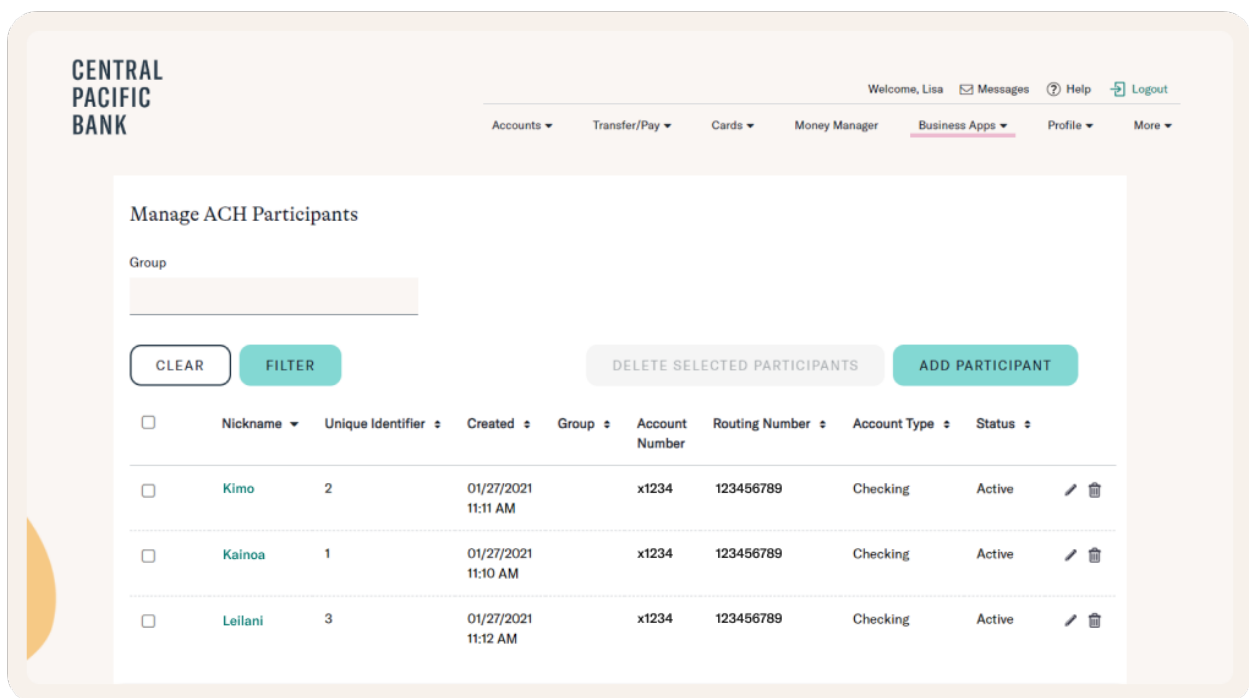 CENTRAL
PACIFIC
BANK
Welcome, Lisa Messages Help Logout
Accounts Transfer/Pay Cards Money Manager Business Apps Profile More
Manage ACH Participants
Group
CLEAR FILTER DELETE SELECTED PARTICIPANTS ADD PARTICIPANT
Nickname Unique Identifier Created Group Account Routing Number Account Type Status
Number
Kimo 2 01/27/2021 x1234 123456789 Checking Active
11:11 AM
Kainoa 1 01/27/2021 x1234 123456789 Checking Active
11:10 AM
Leilani 3 01/27/2021 x1234 123456789 Checking Active
11:12 AM